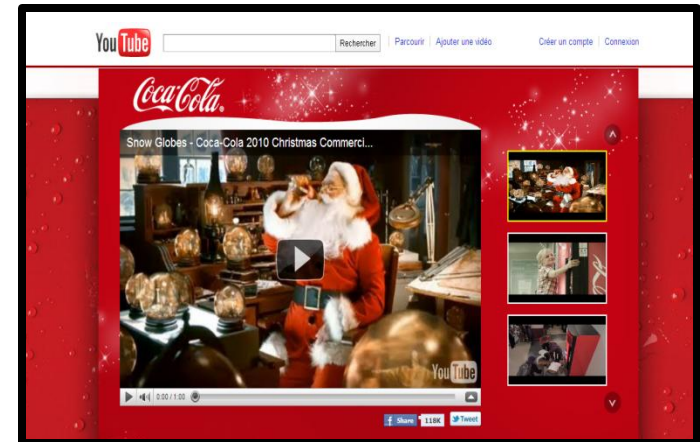 YouTube
Rechercher | Parcourir | Ajouter une vidéo Créer un compte | Connexion
Coca-Cola
Snow Globes - Coca-Cola 2010 Christmas Commerci...
YouTube
0:00 / 1:00
f Share 118K Tweet